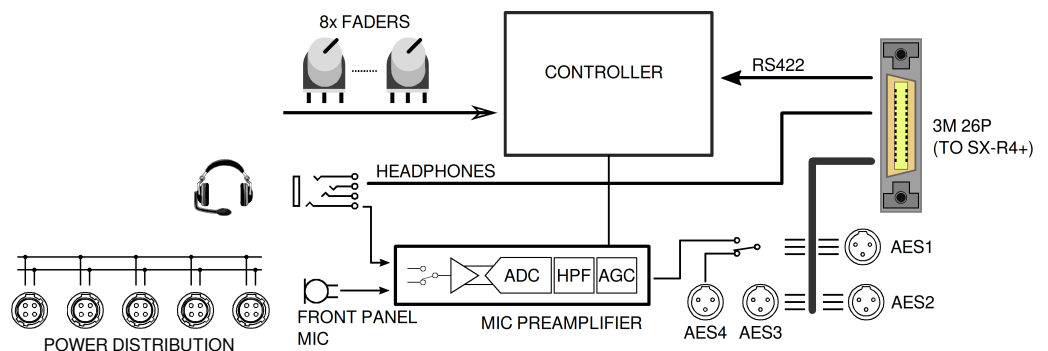 8x FADERS
CONTROLLER
RS422
3M 26P
(TO SX-R4+)
HEADPHONES
AES1
ADC
HPF
AGC
FRONT PANEL
MIC
MIC PREAMPLIFIER
AES4
AES3
AES2
POWER DISTRIBUTION